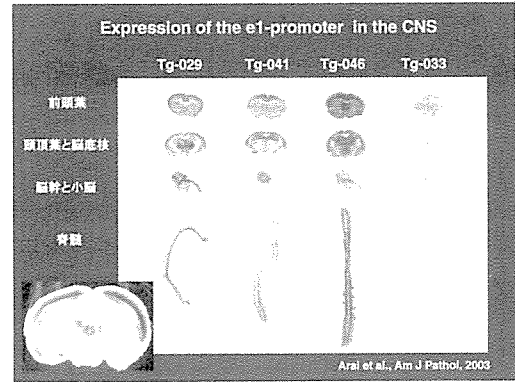 Expression of the e1-promoter in the CNS
Tg-029 Tg-041 Tg-046 Tg-033
前頭葉
頭頂葉と脳底核
脳幹と小脳
脊髄
Arai et al., Am J Pathol, 2003